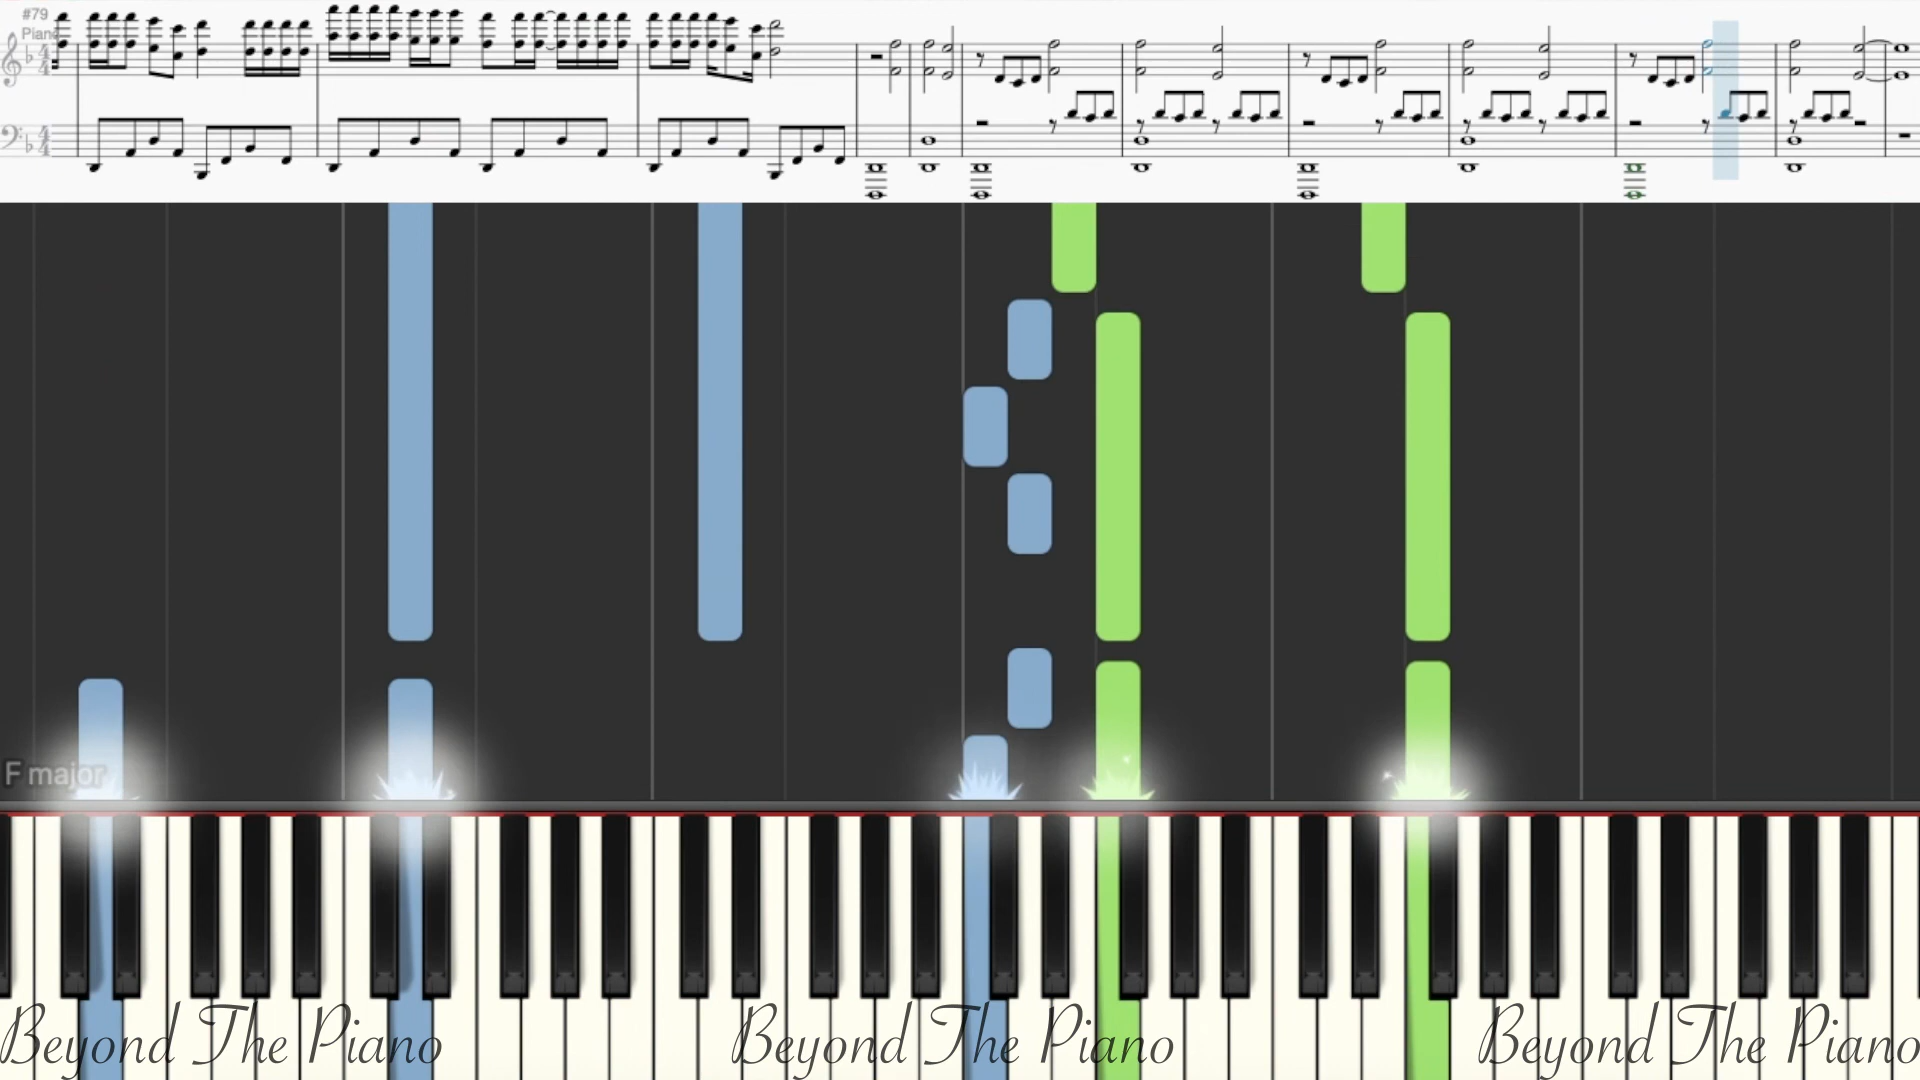 #79
Piano
F major
Beyond The Piano Beyond The Piano Beyond The Piano